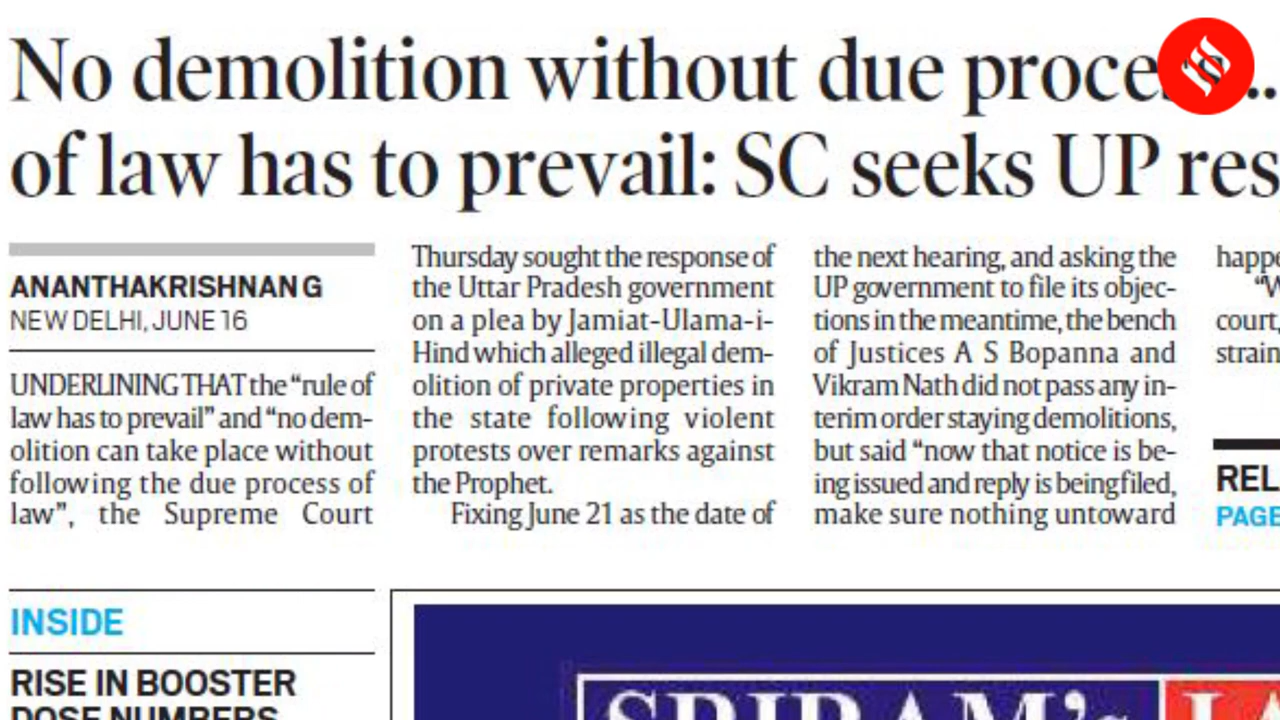 No demolition without due
of law has to prevail: SC seeks UP
ANANTHAKRISHNAN G
NEW DELHI, JUNE 16
UNDERLINING THAT the “rule of
law has to prevail” and “no dem-
olition can take place without
following the due process of
law”, the Supreme Court
Thursday sought the response of
the Uttar Pradesh government
on a plea by Jamiat-Ulama-i-
Hind which alleged illegal dem-
olition of private properties in
the state following violent
protests over remarks against
the Prophet.
Fixing June 21 as the date of
the next hearing, and asking the
UP government to file its objec-
tions in the meantime, the bench
of Justices A S Bopanna and
Vikram Nath did not pass any in-
terim order staying demolitions,
but said “now that notice is be-
ing issued and reply is being filed,
make sure nothing untoward
court,
PAGE
INSIDE
RISE IN BOOSTER
DOSE NUMBERS
SRIRAM's